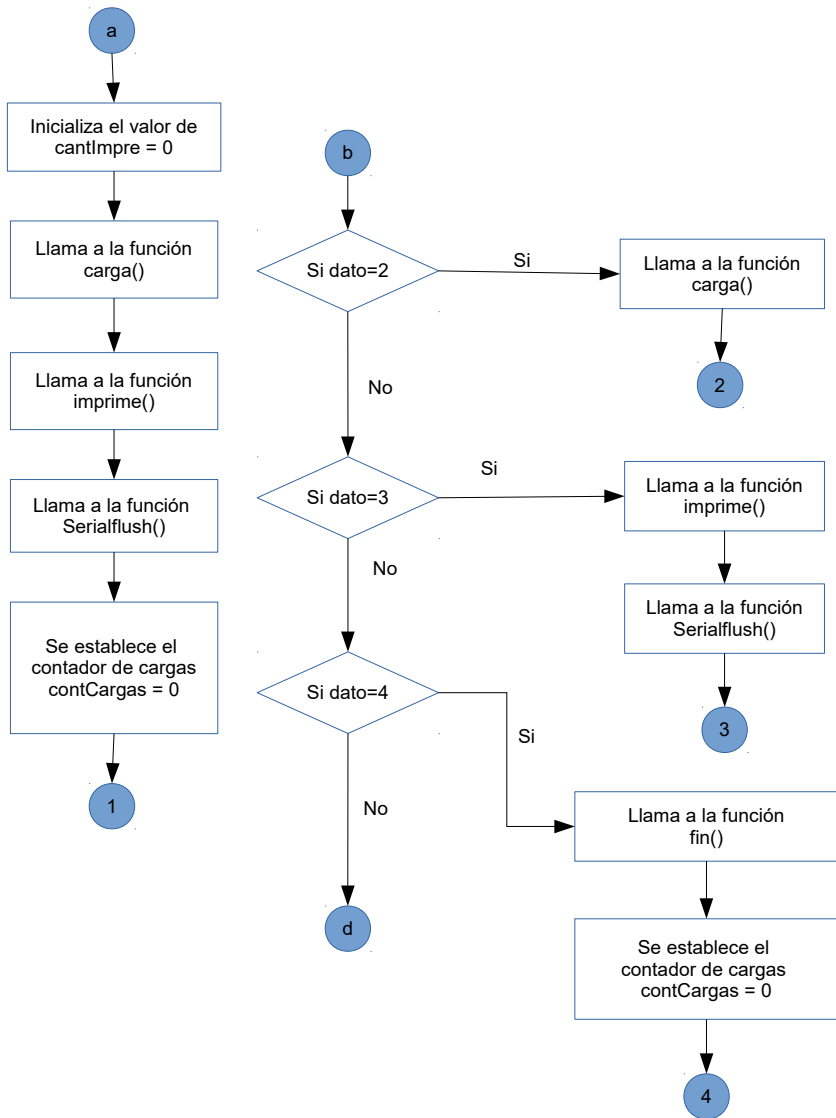 a
Inicializa el valor de
cantImpre = 0
Llama a la función
carga()
Llama a la función
imprime()
Llama a la función
Serialflush()
Se establece el
contador de cargas
contCargas = 0
1
b
Si dato=2
Si
Llama a la función
carga()
2
No
Si dato=3
Si
Llama a la función
imprime()
Llama a la función
Serialflush()
3
No
Si dato=4
Si
Llama a la función
fin()
Se establece el
contador de cargas
contCargas = 0
4
No
d